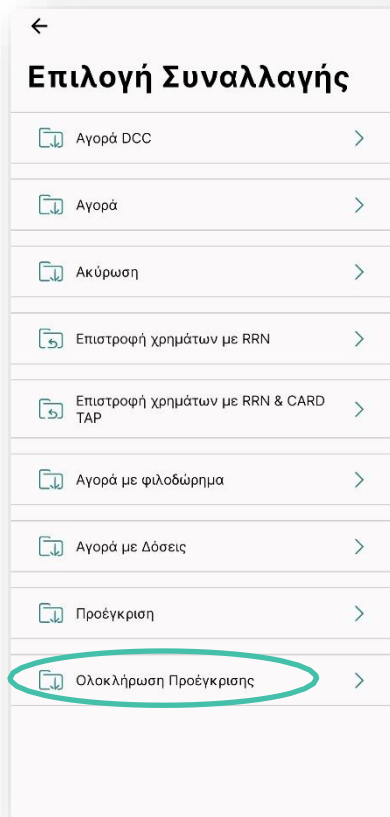 Επιλογή Συναλλαγής
Αγορά DCC
Αγορά
Ακύρωση
Επιστροφή χρημάτων με RRN
Επιστροφή χρημάτων με RRN & CARD
TAP
Αγορά με φιλοδώρημα
Αγορά με Δόσεις
Προέγκριση
Ολοκλήρωση Προέγκρισης